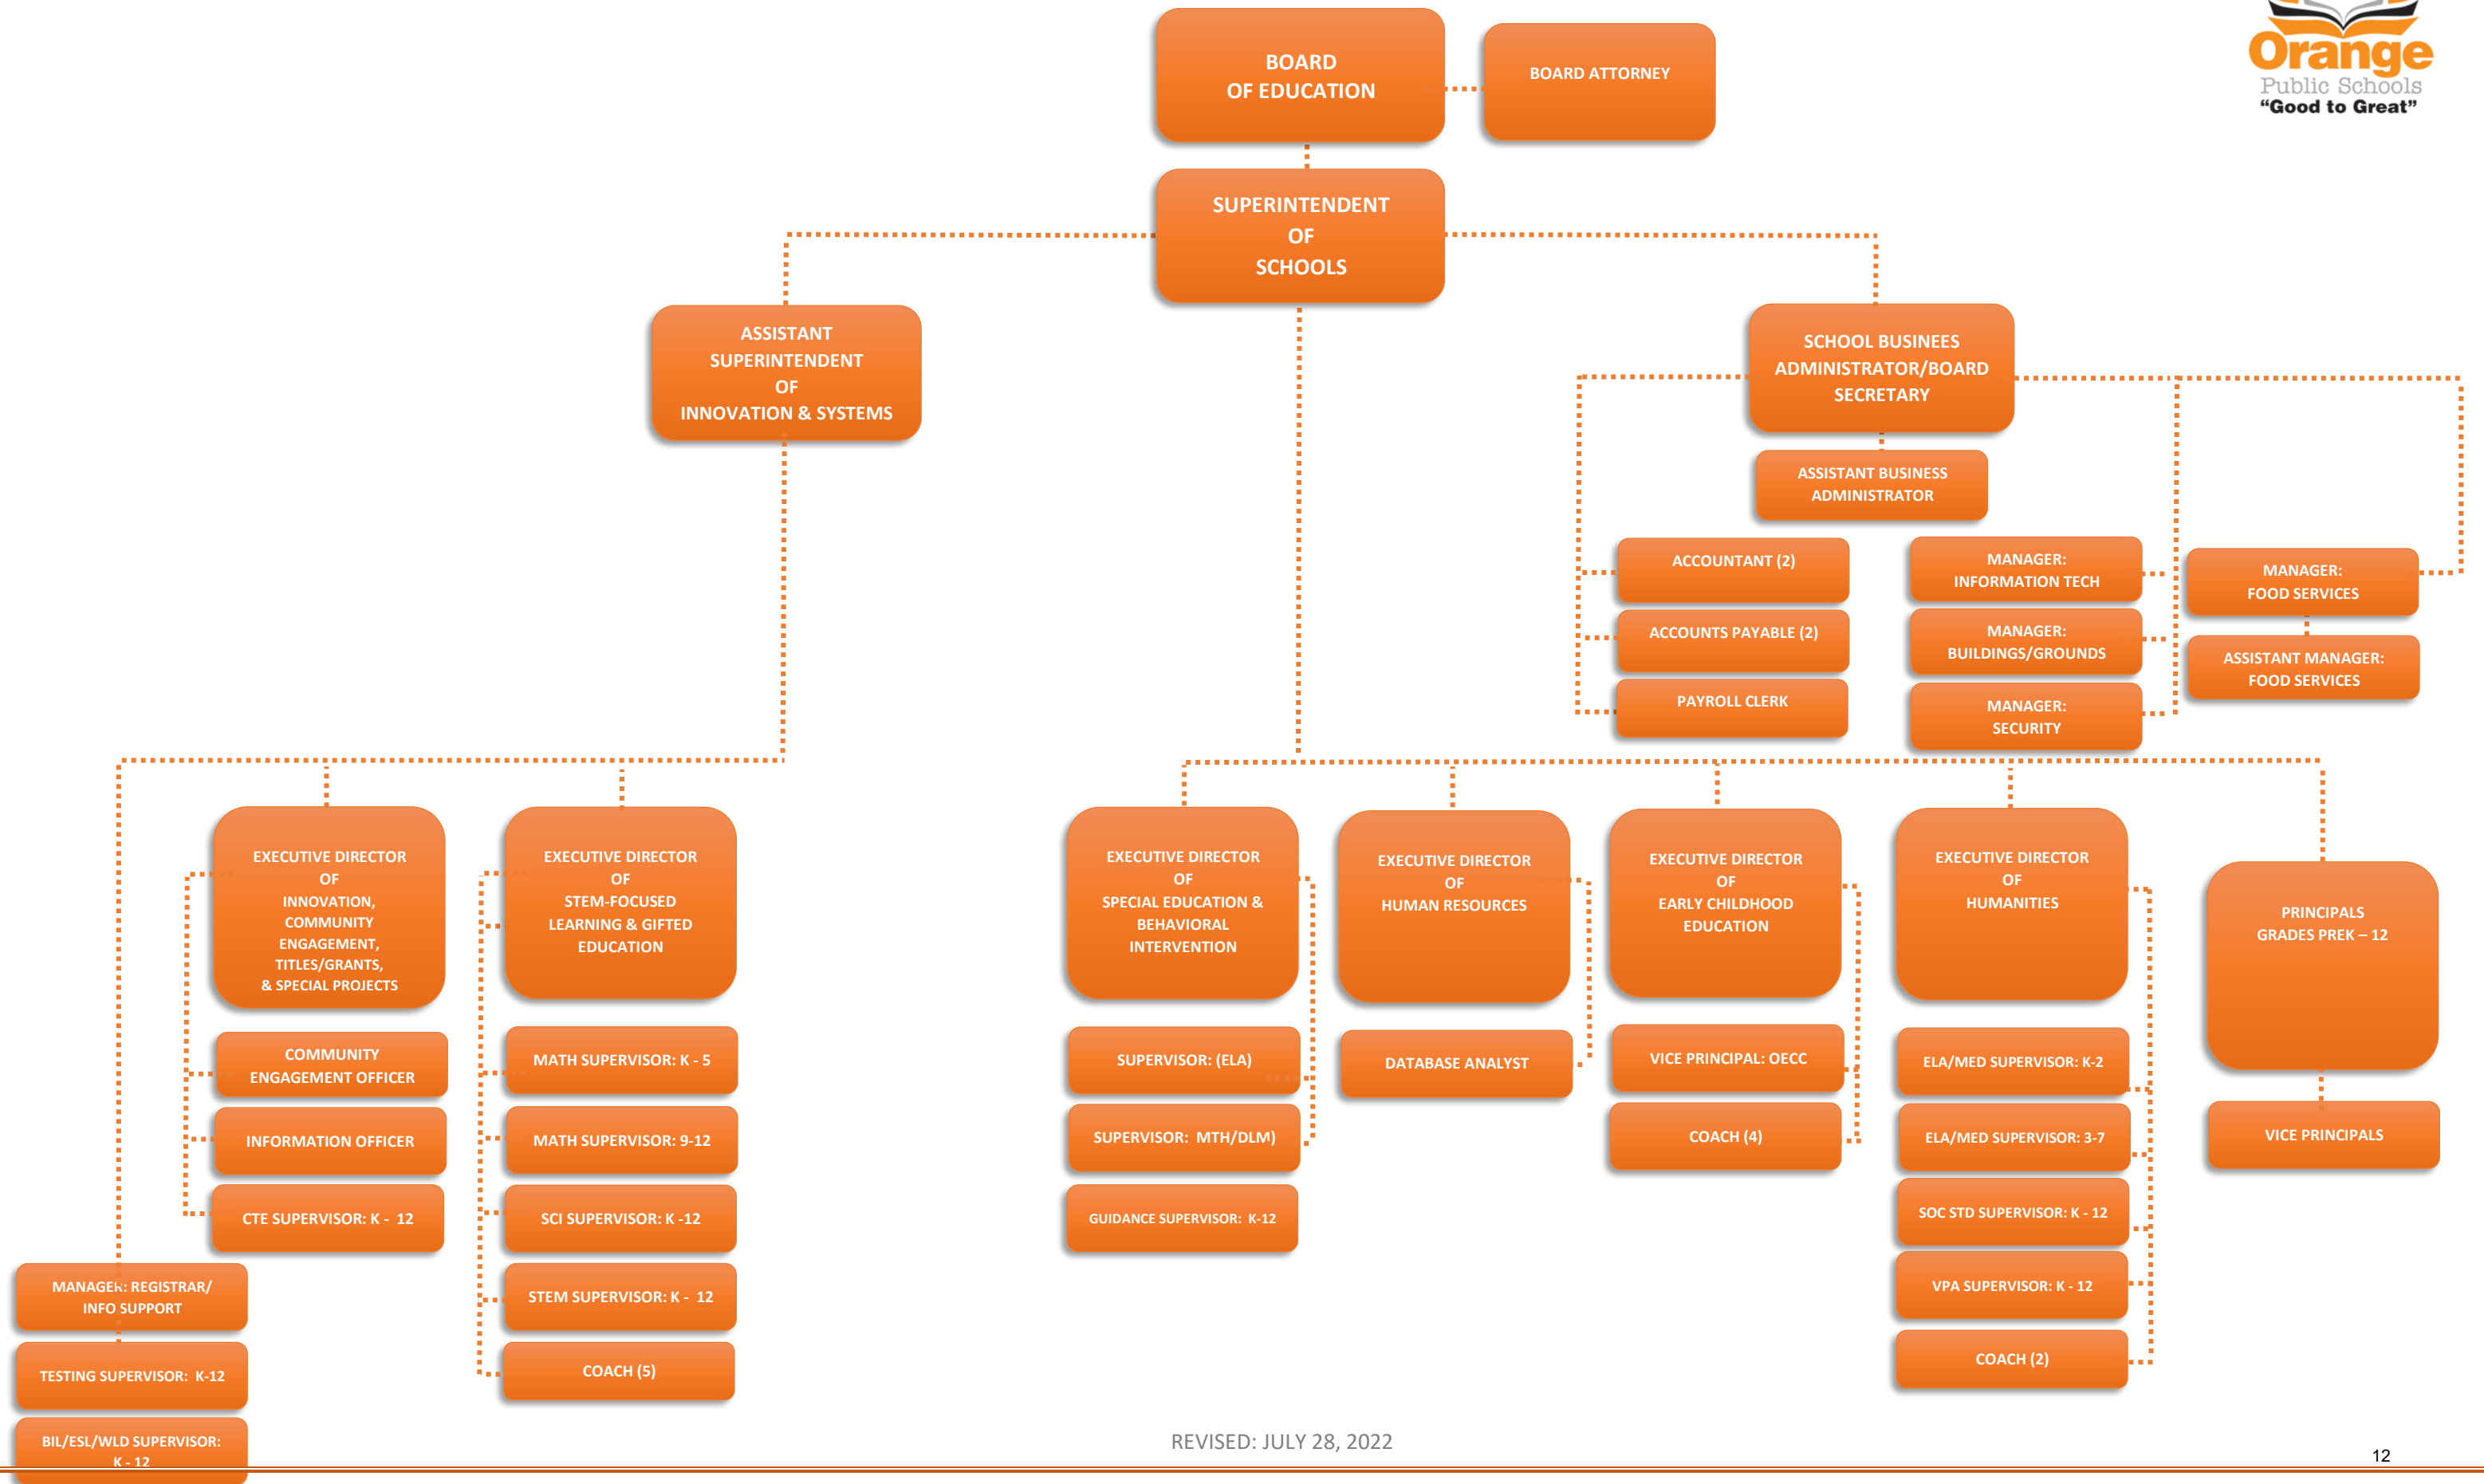 BOARD
OF EDUCATION
BOARD ATTORNEY
Orange
Public Schools
"Good to Great"
SUPERINTENDENT
OF
SCHOOLS
ASSISTANT
SUPERINTENDENT
OF
INNOVATION & SYSTEMS
SCHOOL BUSINEES
ADMINISTRATOR/BOARD
SECRETARY
ASSISTANT BUSINESS
ADMINISTRATOR
ACCOUNTANT (2)
ACCOUNTS PAYABLE (2)
PAYROLL CLERK
MANAGER:
INFORMATION TECH
MANAGER:
BUILDINGS/GROUNDS
MANAGER:
SECURITY
MANAGER:
FOOD SERVICES
ASSISTANT MANAGER:
FOOD SERVICES
EXECUTIVE DIRECTOR
OF
INNOVATION,
COMMUNITY
ENGAGEMENT,
TITLES/GRANTS,
& SPECIAL PROJECTS
COMMUNITY
ENGAGEMENT OFFICER
INFORMATION OFFICER
CTE SUPERVISOR: K - 12
MANAGER: REGISTRAR/
INFO SUPPORT
TESTING SUPERVISOR: K-12
BIL/ESL/WLD SUPERVISOR:
K - 12
EXECUTIVE DIRECTOR
OF
STEM-FOCUSED
LEARNING & GIFTED
EDUCATION
MATH SUPERVISOR: K - 5
MATH SUPERVISOR: 9-12
SCI SUPERVISOR: K -12
STEM SUPERVISOR: K - 12
COACH (5)
EXECUTIVE DIRECTOR
OF
SPECIAL EDUCATION &
BEHAVIORAL
INTERVENTION
SUPERVISOR: (ELA)
SUPERVISOR: MTH/DLM)
GUIDANCE SUPERVISOR: K-12
EXECUTIVE DIRECTOR
OF
HUMAN RESOURCES
DATABASE ANALYST
EXECUTIVE DIRECTOR
OF
EARLY CHILDHOOD
EDUCATION
VICE PRINCIPAL: OECC
COACH (4)
EXECUTIVE DIRECTOR
OF
HUMANITIES
ELA/MED SUPERVISOR: K-2
ELA/MED SUPERVISOR: 3-7
SOC STD SUPERVISOR: K - 12
VPA SUPERVISOR: K - 12
COACH (2)
PRINCIPALS
GRADES PREK – 12
VICE PRINCIPALS
REVISED: JULY 28, 2022
12